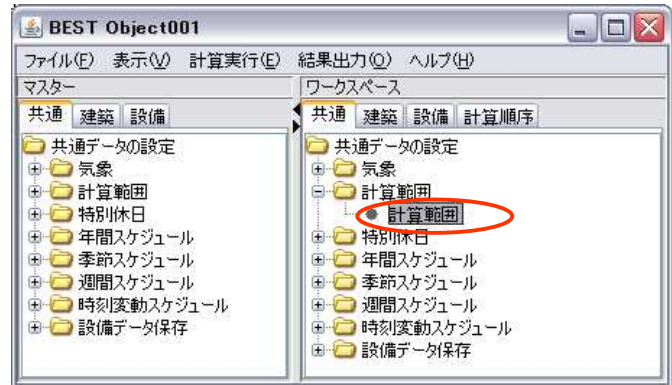 BEST Object001
ファイル(F) 表示(V) 計算実行(E) 結果出力(O) ヘルプ(H)
マスター
共通 建築 設備
共通データの設定
気象
計算範囲
特別休日
年間スケジュール
季節スケジュール
週間スケジュール
時刻変動スケジュール
設備データ保存
ワークスペース
共通 建築 設備 計算順序
共通データの設定
気象
計算範囲
計算範囲
特別休日
年間スケジュール
季節スケジュール
週間スケジュール
時刻変動スケジュール
設備データ保存